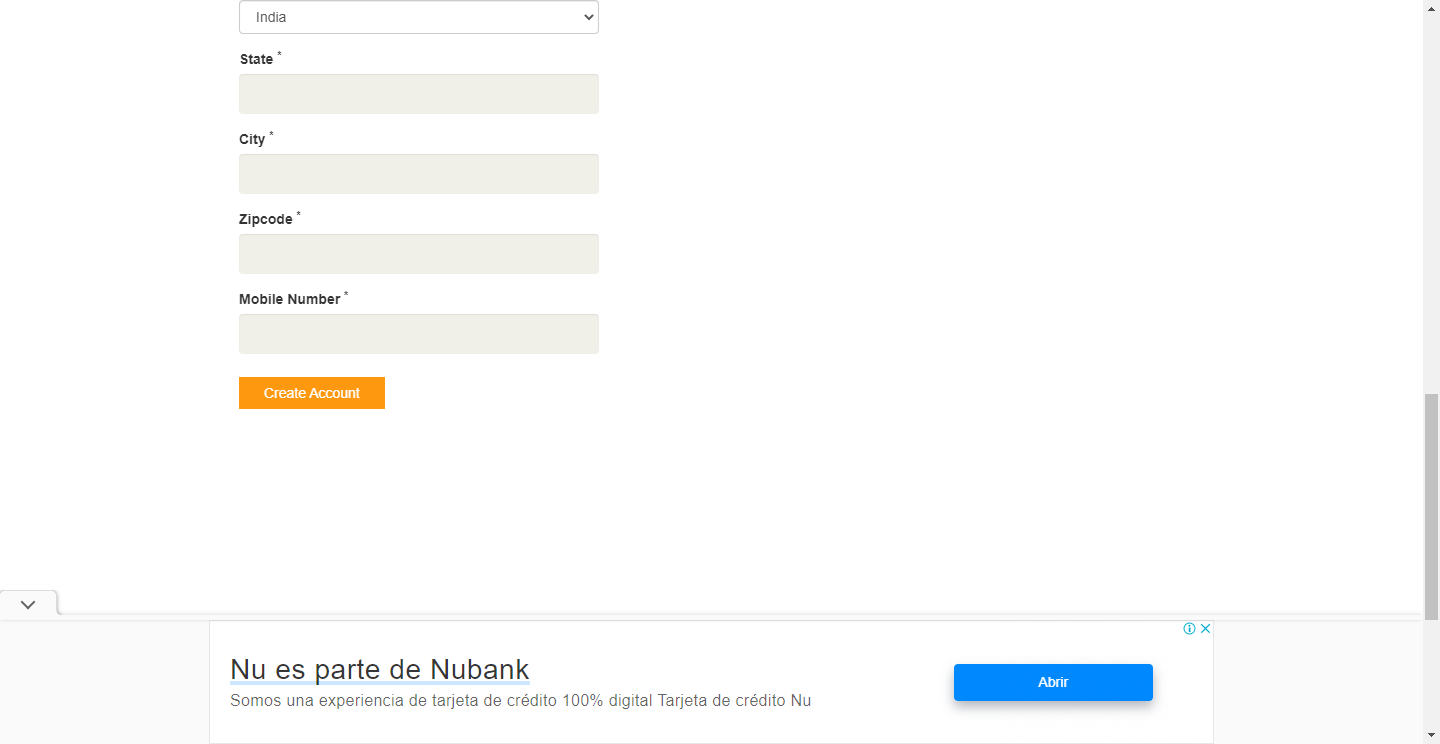 India
State *
City *
Zipcode *
Mobile Number *
Create Account
Nu es parte de Nubank
Somos una experiencia de tarjeta de crédito 100% digital Tarjeta de crédito Nu
Abrir